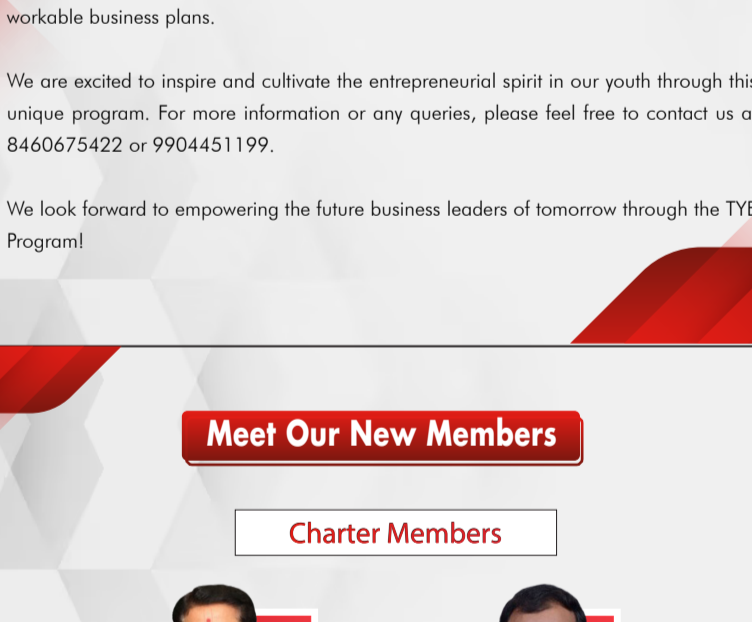 workable business plans.
We are excited to inspire and cultivate the entrepreneurial spirit in our youth through this
unique program. For more information or any queries, please feel free to contact us a
8460675422 or 9904451199.
We look forward to empowering the future business leaders of tomorrow through the TYE
Program!
Meet Our New Members
Charter Members